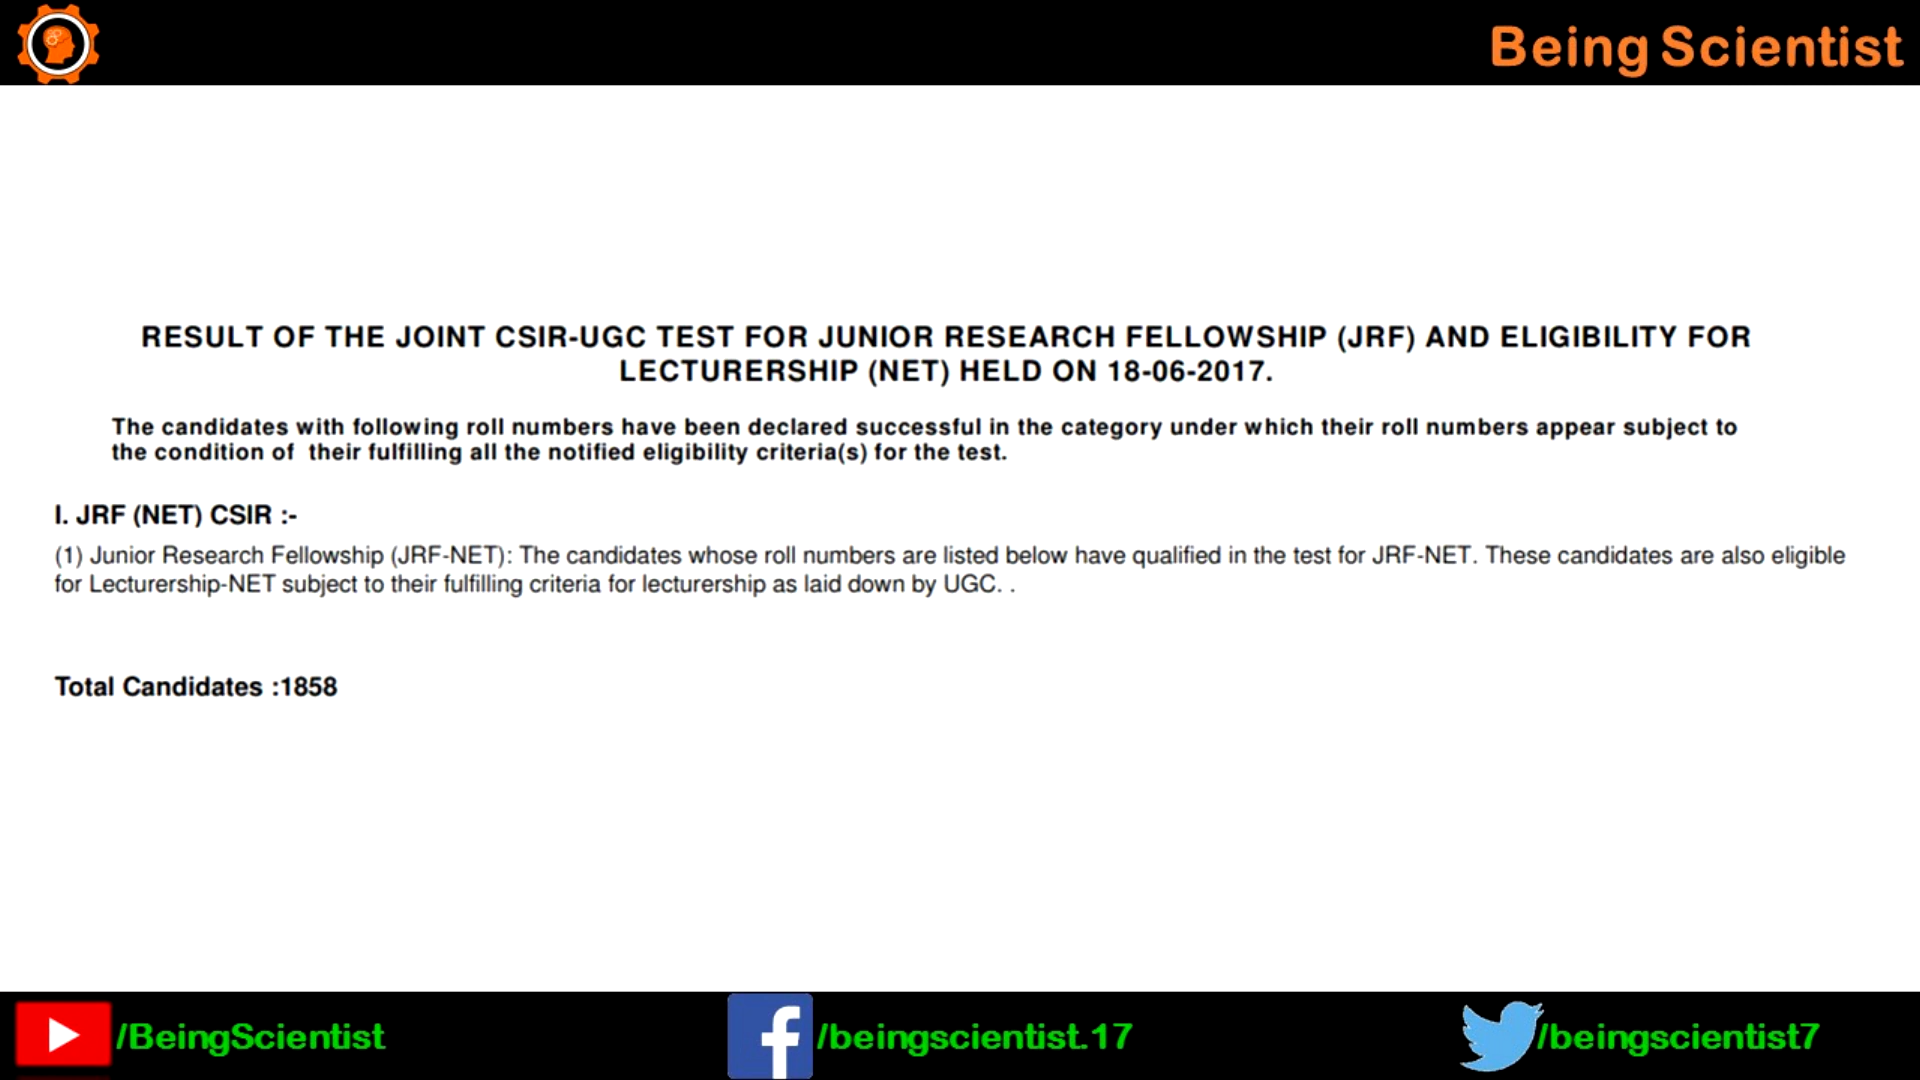 Being Scientist
RESULT OF THE JOINT CSIR-UGC TEST FOR JUNIOR RESEARCH FELLOWSHIP (JRF) AND ELIGIBILITY FOR
LECTURERSHIP (NET) HELD ON 18-06-2017.
The candidates with following roll numbers have been declared successful in the category under which their roll numbers appear subject to
the condition of their fulfilling all the notified eligibility criteria(s) for the test.
I. JRF (NET) CSIR :-
(1) Junior Research Fellowship (JRF-NET): The candidates whose roll numbers are listed below have qualified in the test for JRF-NET. These candidates are also eligible
for Lecturership-NET subject to their fulfilling criteria for lecturership as laid down by UGC. .
Total Candidates :1858
/BeingScientist
/beingscientist.17
/beingscientist7